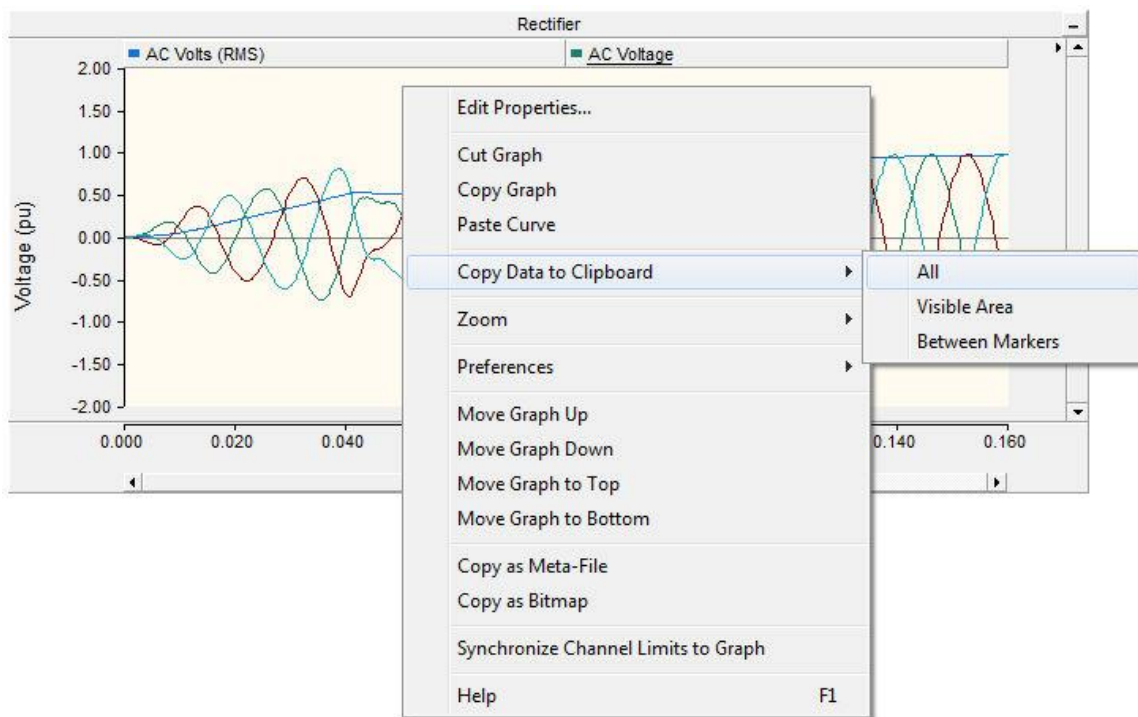 Rectifier
AC Volts (RMS) AC Voltage
2.00
1.50
1.00
0.50
0.00
-0.50
-1.00
-1.50
-2.00
Voltage (pu)
0.000 0.020 0.040 0.140 0.160
Edit Properties...
Cut Graph
Copy Graph
Paste Curve
Copy Data to Clipboard
All
Visible Area
Between Markers
Zoom
Preferences
Move Graph Up
Move Graph Down
Move Graph to Top
Move Graph to Bottom
Copy as Meta-File
Copy as Bitmap
Synchronize Channel Limits to Graph
Help F1